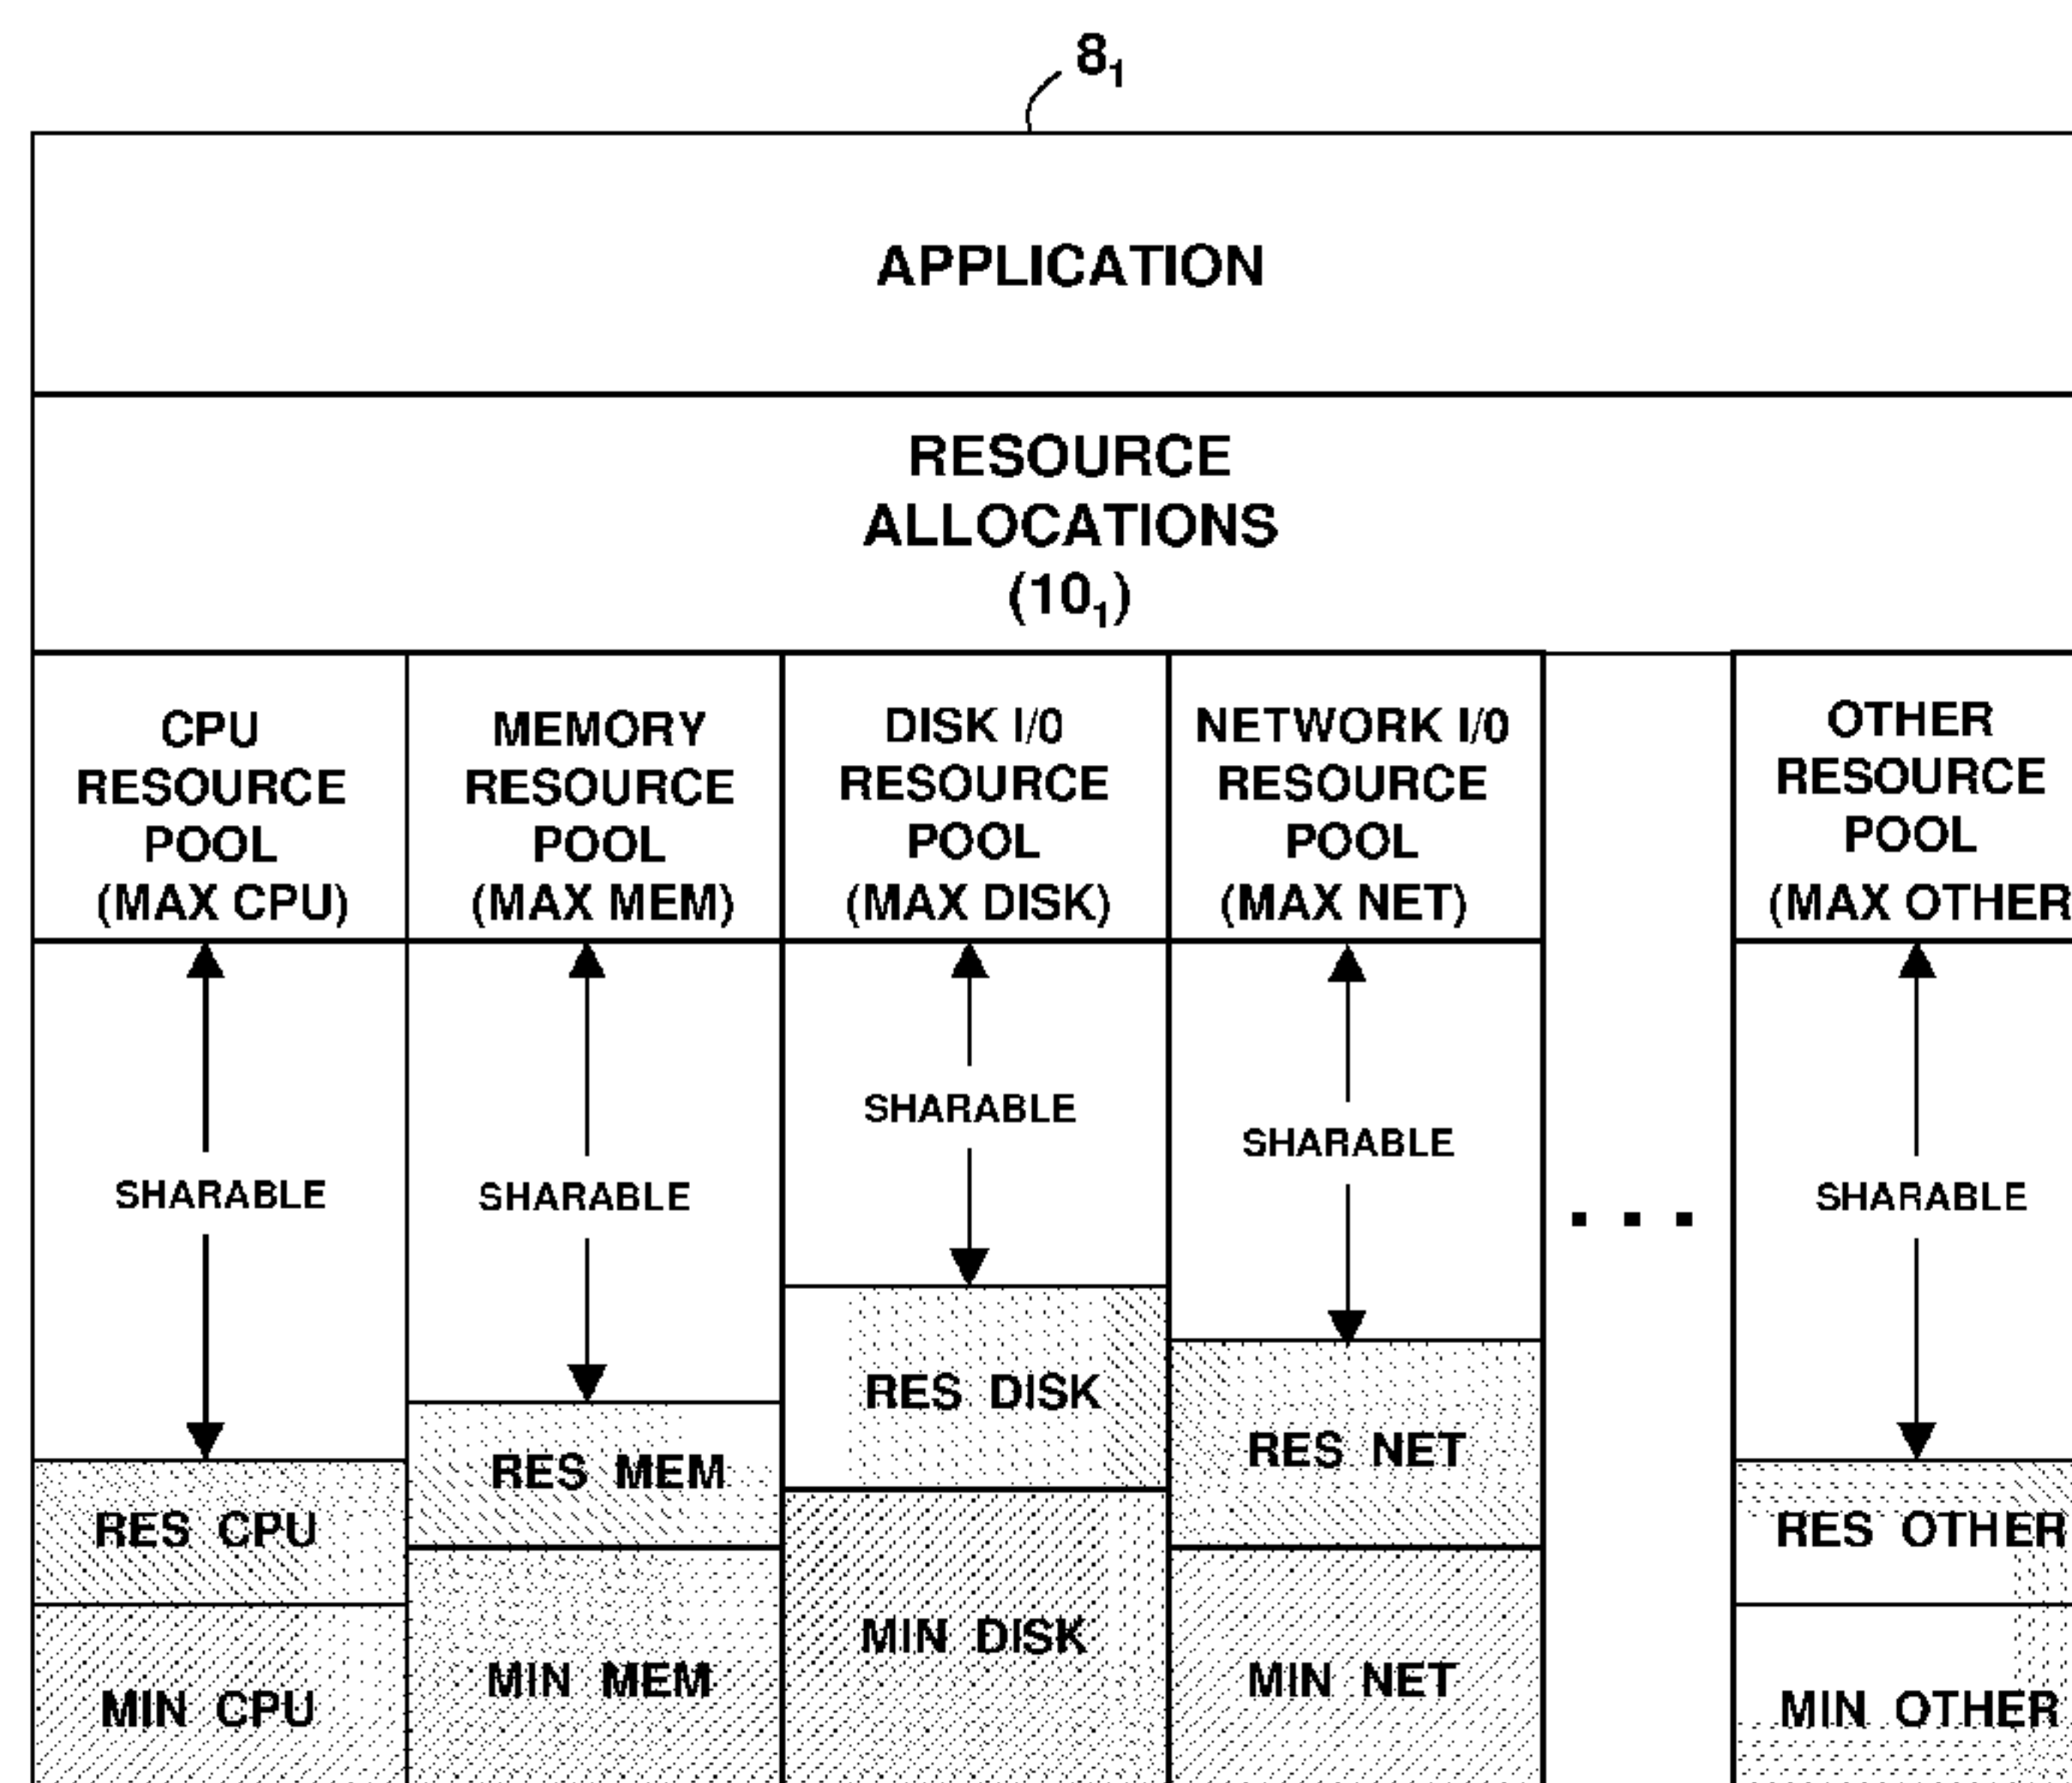 8₁
APPLICATION
RESOURCE
ALLOCATIONS
(10₁)
CPU
RESOURCE
POOL
(MAX CPU)
MEMORY
RESOURCE
POOL
(MAX MEM)
DISK I/0
RESOURCE
POOL
(MAX DISK)
NETWORK I/0
RESOURCE
POOL
(MAX NET)
OTHER
RESOURCE
POOL
(MAX OTHER
SHARABLE
SHARABLE
SHARABLE
SHARABLE
. . .
SHARABLE
RES CPU
RES MEM
RES DISK
RES NET
RES OTHER
MIN CPU
MIN MEM
MIN DISK
MIN NET
MIN OTHER